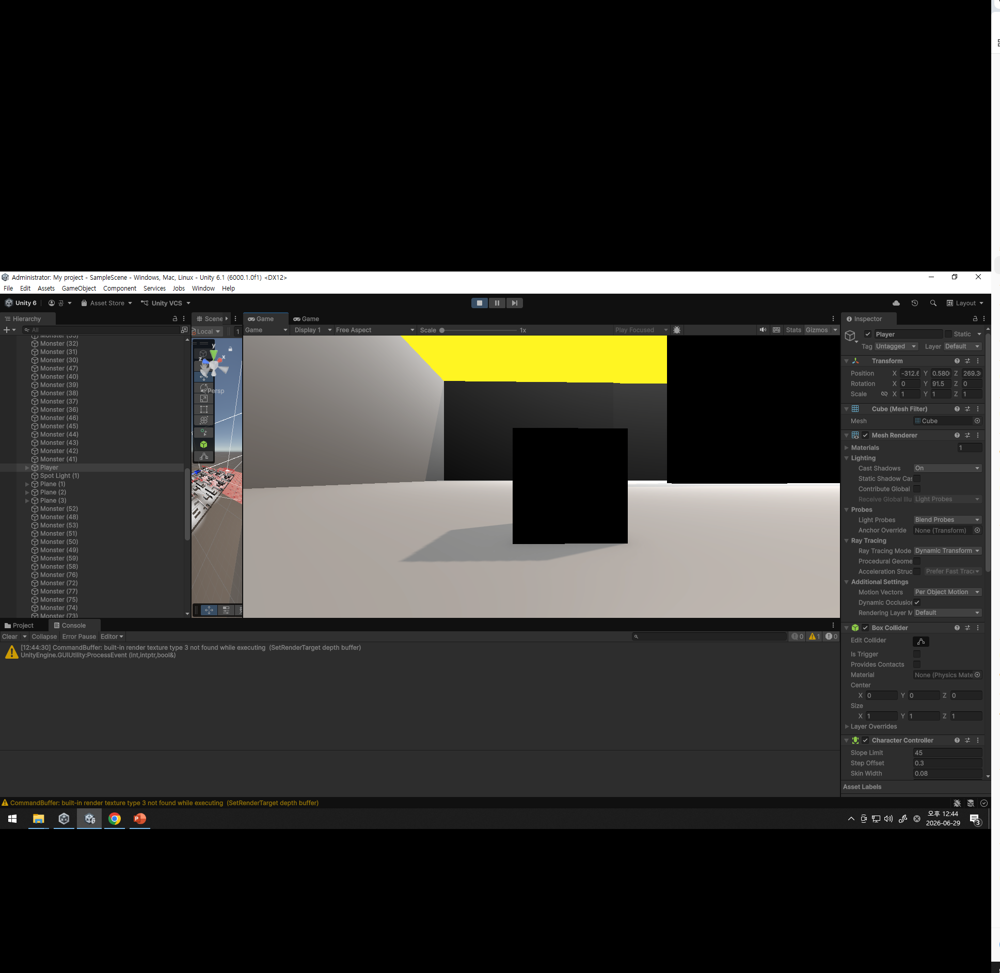 Administrator: My project - SampleScene - Windows, Mac, Linux - Unity 6.1 (6000.1.0f1) <DX12>
File Edit Assets GameObject Component Services Jobs Window Help
Unity 6 공 Asset Store Unity VCS Layout
Hierarchy
All
Monster (32)
Monster (31)
Monster (30)
Monster (47)
Monster (40)
Monster (39)
Monster (38)
Monster (37)
Monster (36)
Monster (46)
Monster (45)
Monster (44)
Monster (43)
Monster (42)
Monster (41)
Player
Spot Light (1)
Plane (1)
Plane (2)
Plane (3)
Monster (52)
Monster (48)
Monster (53)
Monster (51)
Monster (50)
Monster (49)
Monster (59)
Monster (58)
Monster (76)
Monster (72)
Monster (77)
Monster (75)
Monster (74)
Monster (73)
Scene
Local 1
y
x
z
Persp
Game Game
Game Display 1 Free Aspect Scale 1x Play Focused Stats Gizmos
Inspector
Player Static
Tag Untagged Layer Default
Transform
Position X -312.6 Y 0.580 Z 269.3
Rotation X 0 Y 91.5 Z 0
Scale X 1 Y 1 Z 1
Cube (Mesh Filter)
Mesh Cube
Mesh Renderer
Materials 1
Lighting
Cast Shadows On
Static Shadow Cas
Contribute Global
Receive Global Illu Light Probes
Probes
Light Probes Blend Probes
Anchor Override None (Transform)
Ray Tracing
Ray Tracing Mode Dynamic Transform
Procedural Geome
Acceleration Struc Prefer Fast Trace
Additional Settings
Motion Vectors Per Object Motion
Dynamic Occlusion
Rendering Layer M Default
Box Collider
Edit Collider
Is Trigger
Provides Contacts
Material None (Physics Mate
Center
X 0 Y 0 Z 0
Size
X 1 Y 1 Z 1
Layer Overrides
Character Controller
Slope Limit 45
Step Offset 0.3
Skin Width 0.08
Asset Labels
Project Console
Clear Collapse Error Pause Editor 0 1 0
[12:44:30] CommandBuffer: built-in render texture type 3 not found while executing (SetRenderTarget depth buffer)
UnityEngine.GUIUtility:ProcessEvent (int,intptr,bool&)
CommandBuffer: built-in render texture type 3 not found while executing (SetRenderTarget depth buffer)
오후 12:44
2026-06-29
3